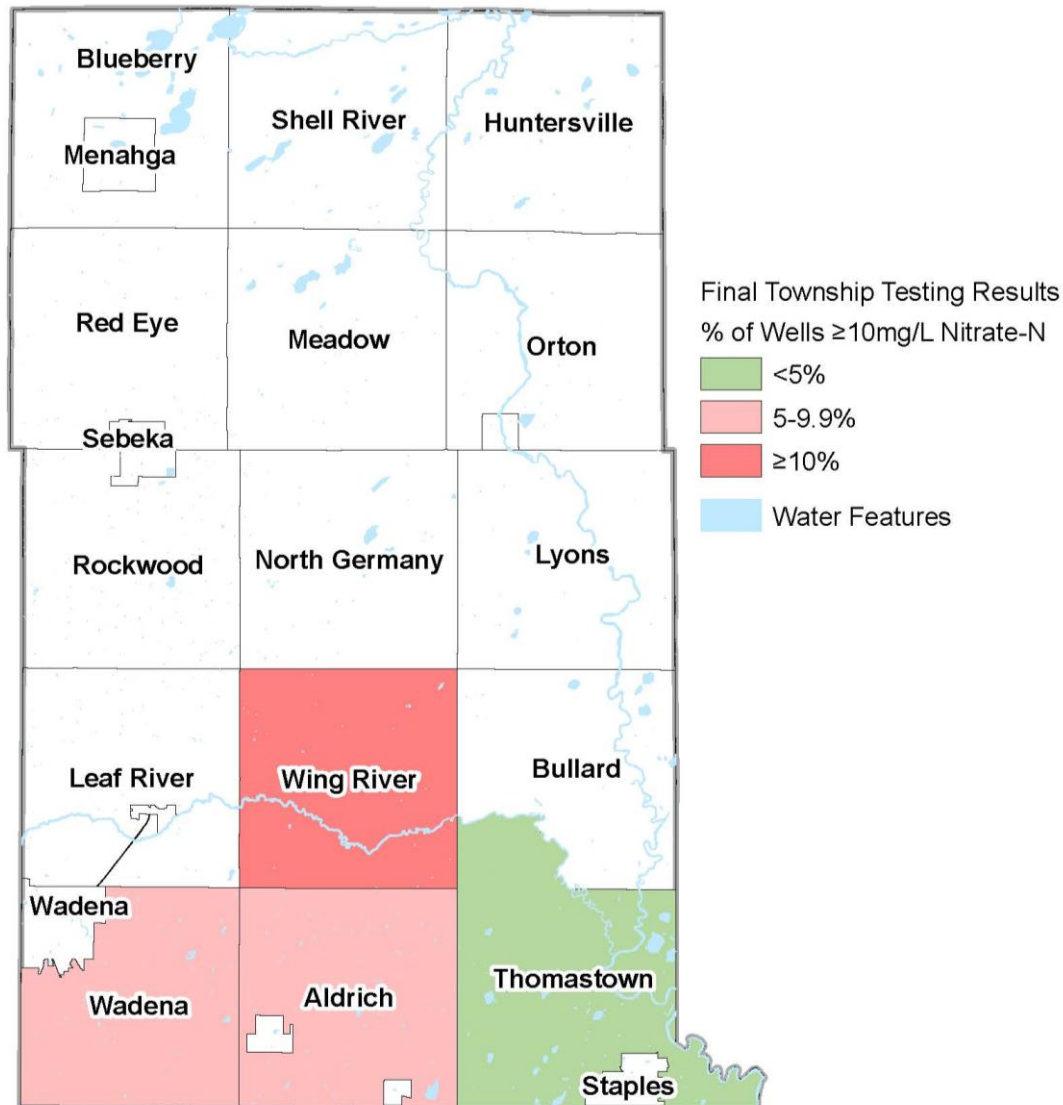 Blueberry
Shell River
Huntersville
Menahga
Red Eye
Meadow
Orton
Sebeka
Rockwood
North Germany
Lyons
Leaf River
Wing River
Bullard
Wadena
Wadena
Aldrich
Thomastown
Staples
Final Township Testing Results
% of Wells ≥10mg/L Nitrate-N
<5%
5-9.9%
≥10%
Water Features